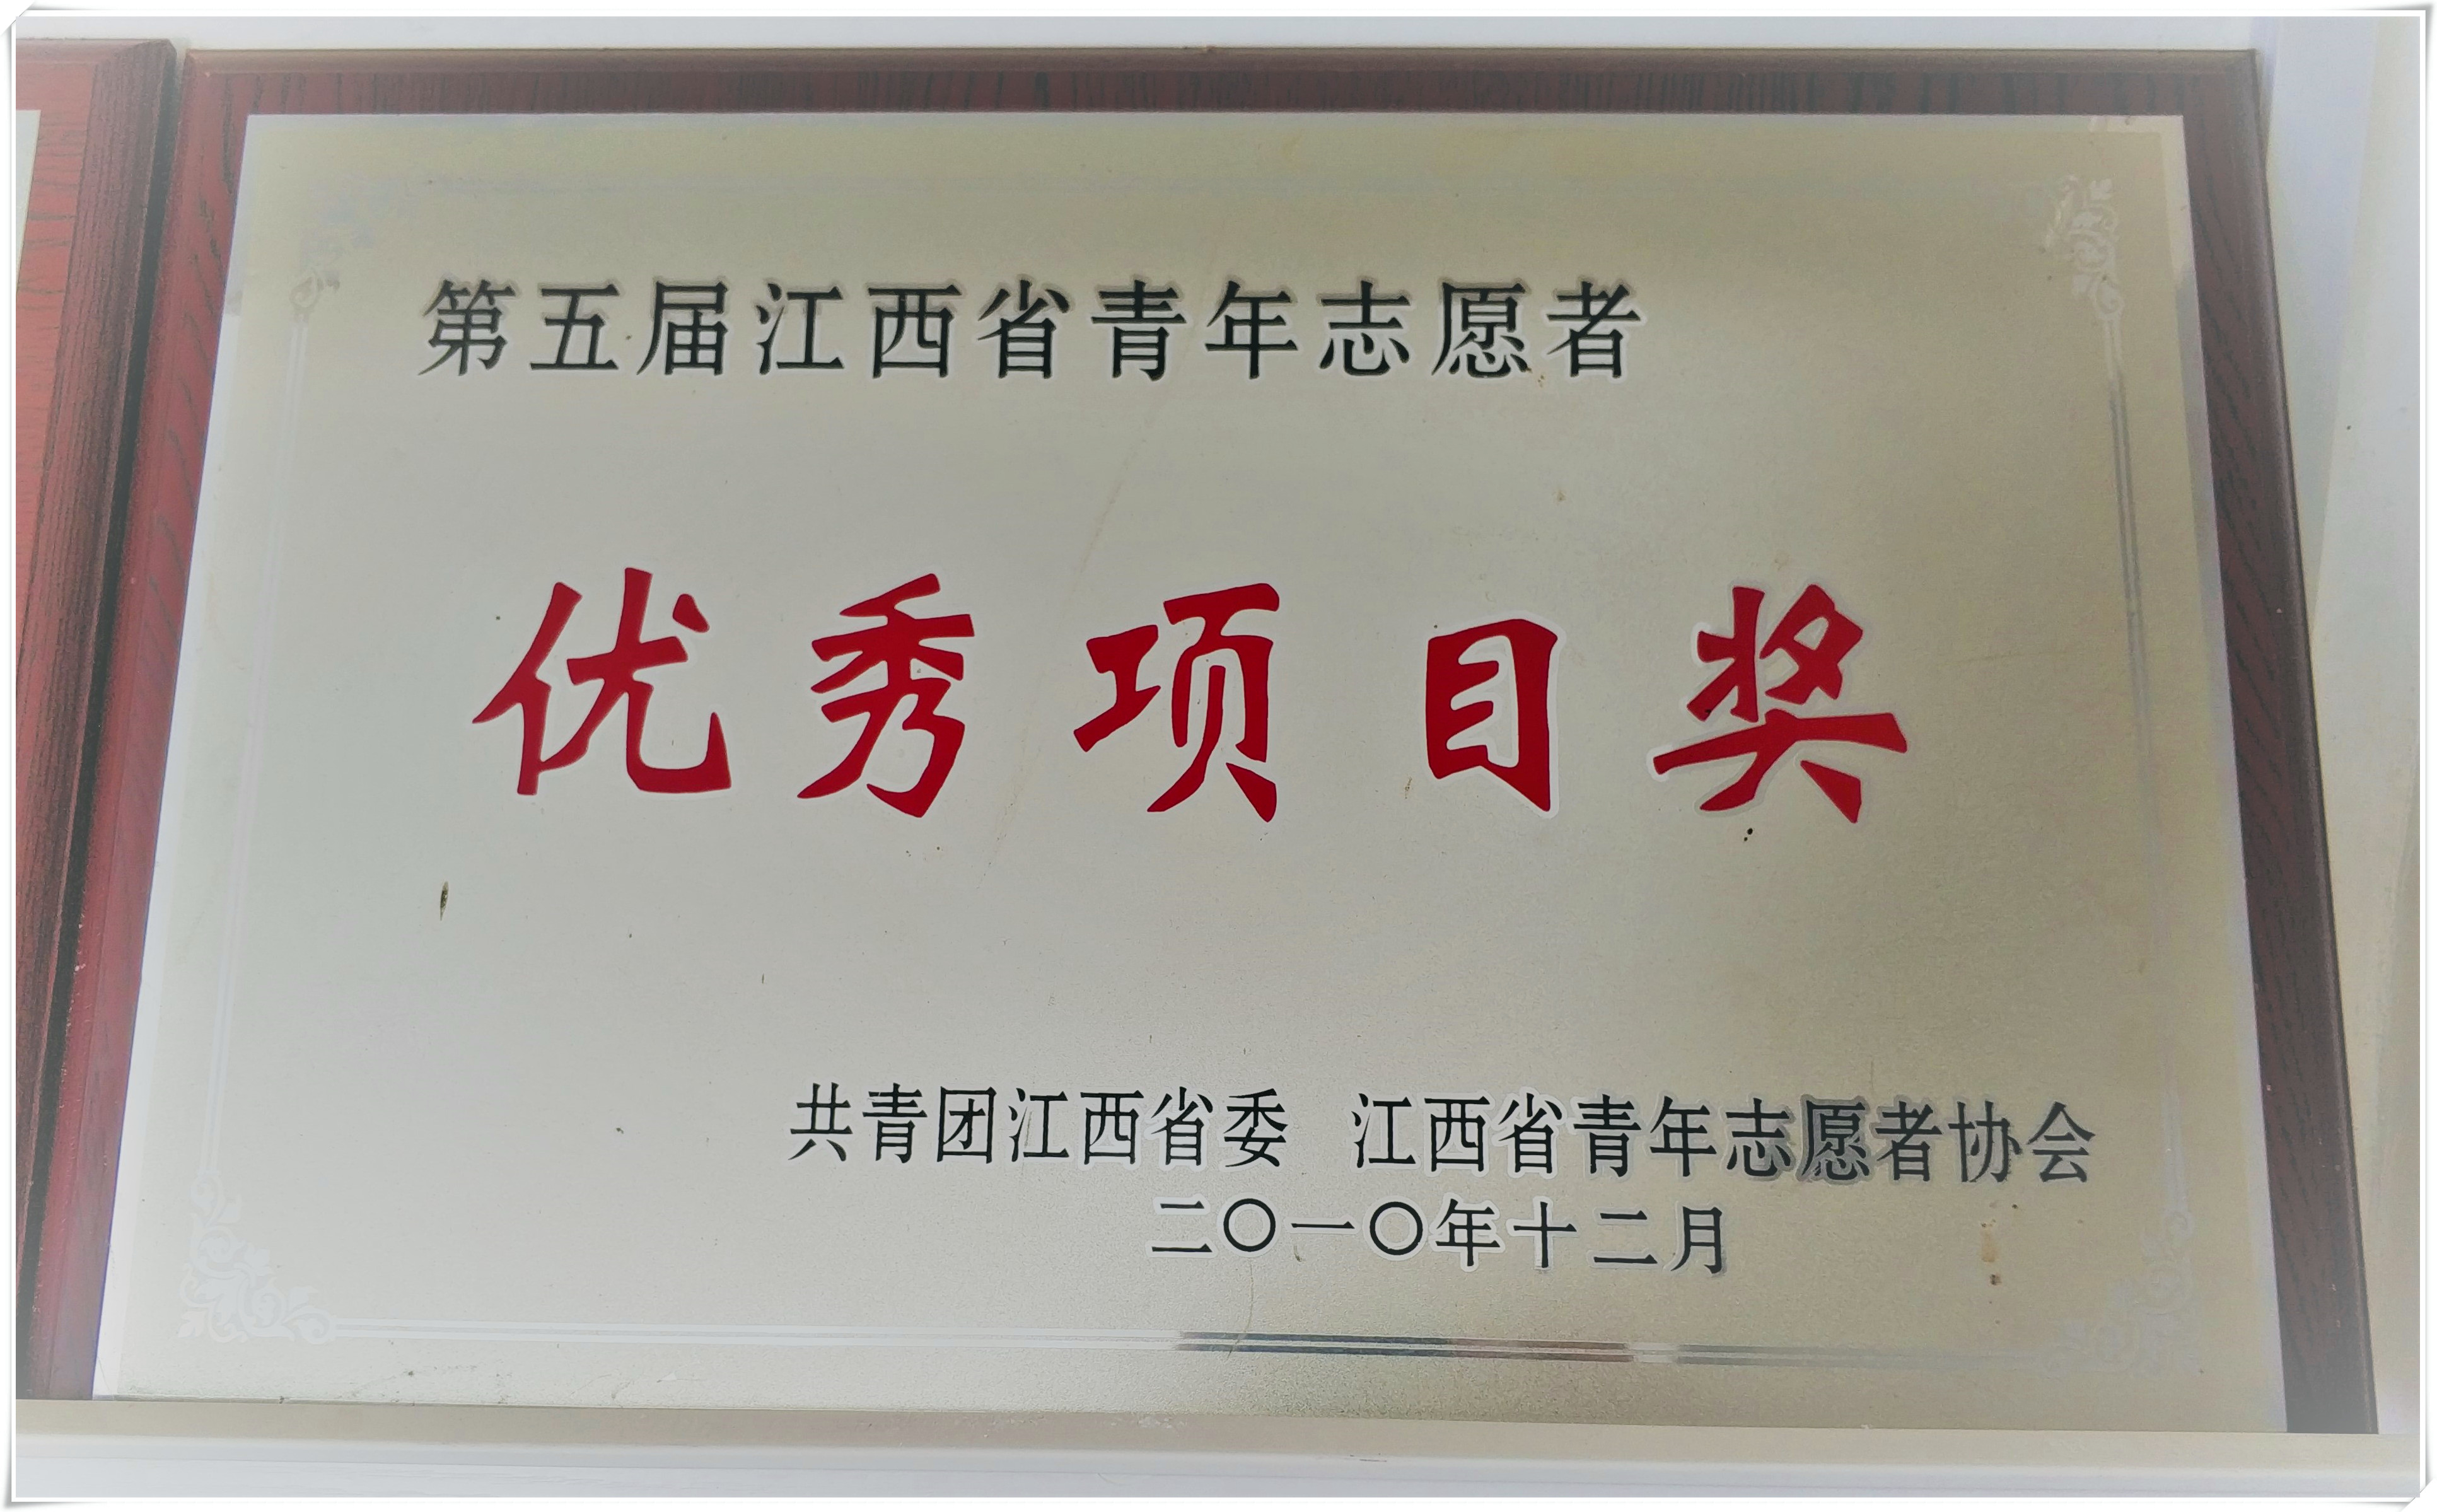 第五届江西省青年志愿者
优秀项目奖
共青团江西省委 江西省青年志愿者协会
二〇一〇年十二月